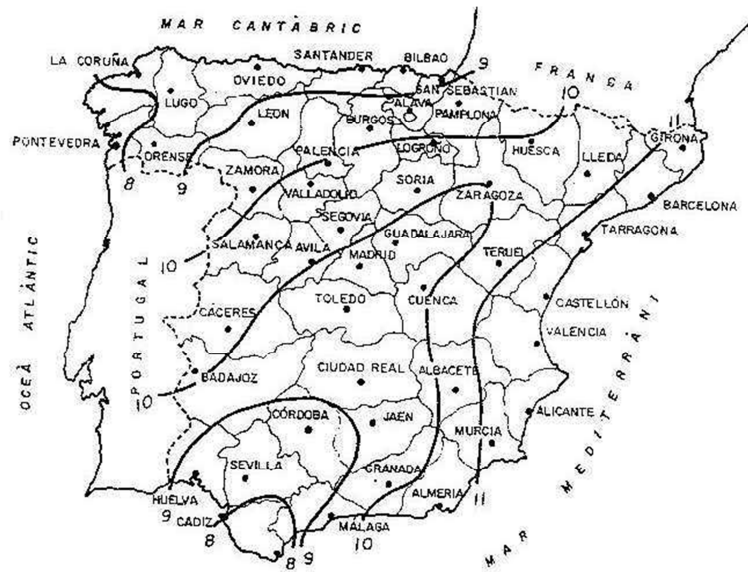 MAR CANTÀBRIC
LA CORUÑA
OVIEDO
SANTANDER
BILBAO
9
SAN SEBASTIAN
FRANÇA
LUGO
LEON
BURGOS
ALAVA
PAMPLONA
10
11
GIRONA
PONTEVEDRA
ORENSE
8
9
PALENCIA
LOGROÑO
HUESCA
LLEDA
ZAMORA
VALLADOLID
SORIA
ZARAGOZA
BARCELONA
SEGOVIA
SALAMANCA
AVILA
GUADALAJARA
TARRAGONA
10
MADRID
TERUEL
OCEÀ ATLÀNTIC
PORTUGAL
TOLEDO
CUENCA
CASTELLÓN
CÁCERES
VALENCIA
BADAJOZ
CIUDAD REAL
ALBACETE
10
CÓRDOBA
JAEN
ALICANTE
MURCIA
MAR MEDITERRÀNI
SEVILLA
GRANADA
HUELVA
ALMERIA
11
9
CADIZ
8
MÁLAGA
10
8
9